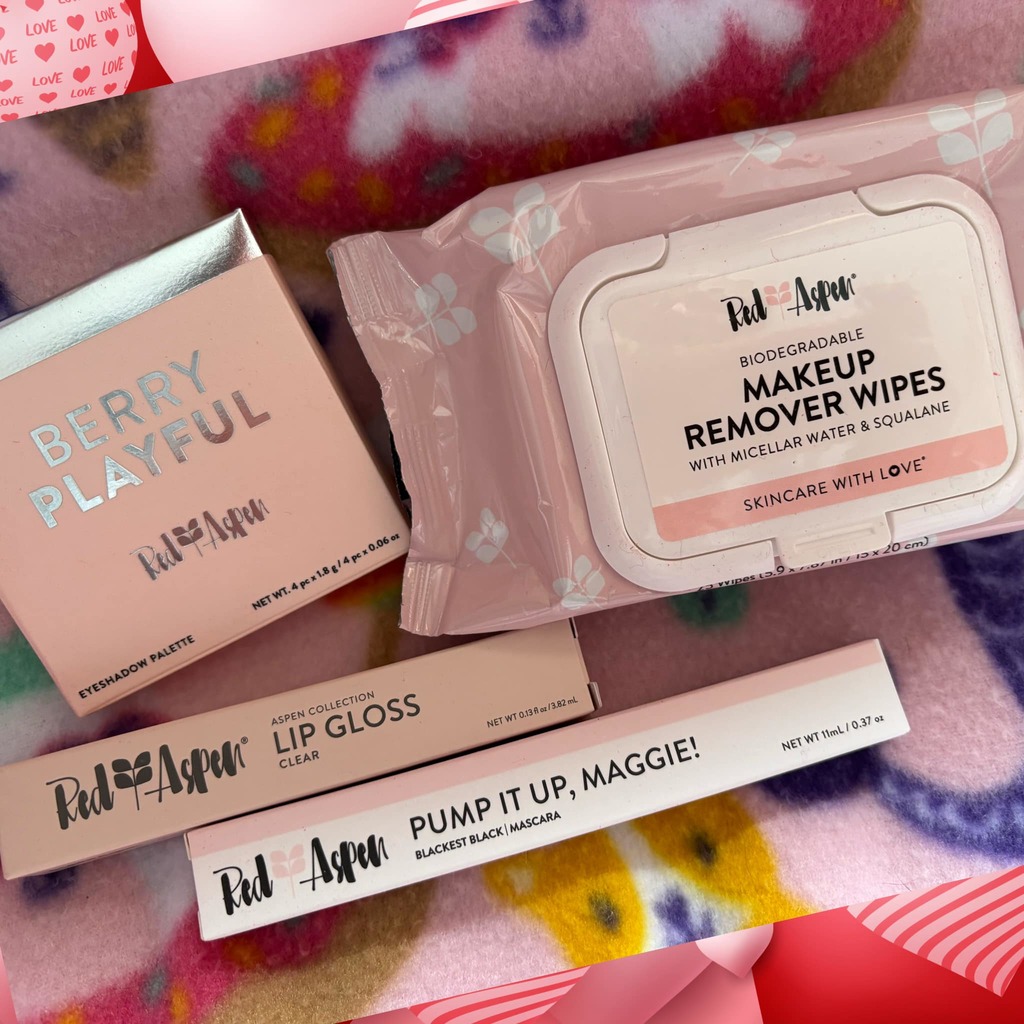 LOVE
LOVE LOVE
LOVE LOVE
LOVE LOVE
LOVE
BERRY
PLAYFUL
Red Aspen
NET WT. 4 pc x 1.8 g / 4 pc x 0.06 oz
EYESHADOW PALETTE
Red Aspen®
BIODEGRADABLE
MAKEUP
REMOVER WIPES
WITH MICELLAR WATER & SQUALANE
SKINCARE WITH LOVE®
Red Aspen®
ASPEN COLLECTION
LIP GLOSS
CLEAR
NET WT 0.13 fl oz / 3.82 mL
Red Aspen
PUMP IT UP, MAGGIE!
BLACKEST BLACK | MASCARA
NET WT 11mL / 0.37 oz